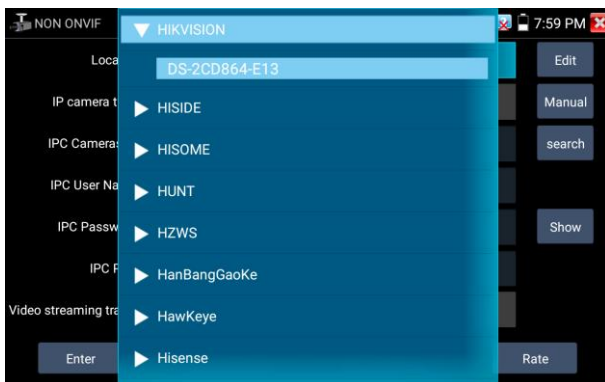 NON ONVIF
HIKVISION
7:59 PM
Loca
DS-2CD864-E13
Edit
IP camera t
HISIDE
Manual
IPC Camera
HISOME
search
IPC User Na
HUNT
IPC Passw
HZWS
Show
IPC
HanBangGaoKe
Video streaming tra
HawKeye
Enter
Hisense
Rate